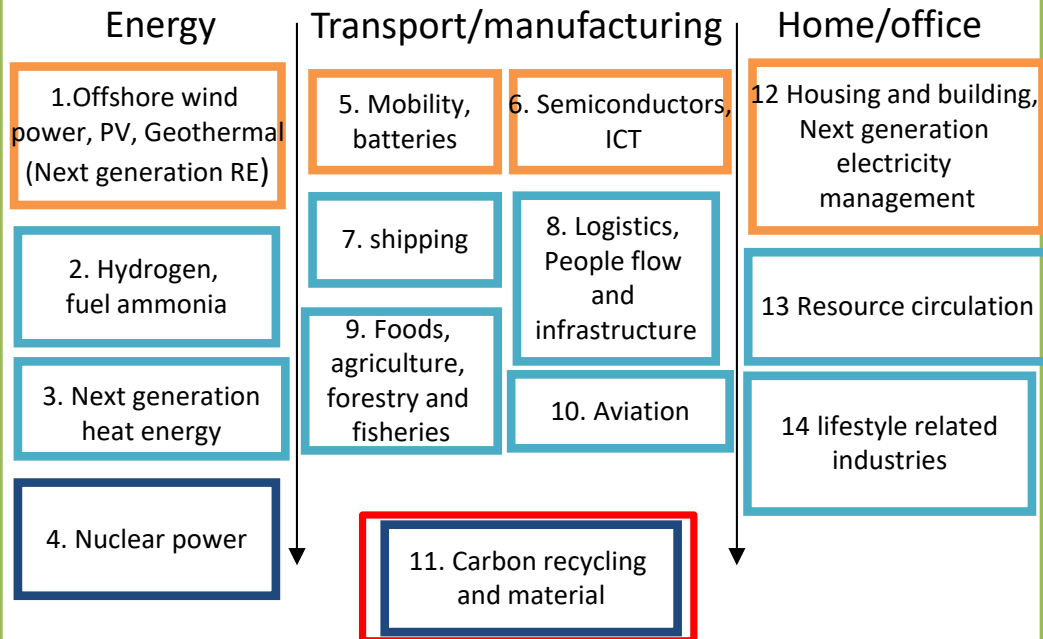 Energy
1.Offshore wind
power, PV, Geothermal
(Next generation RE)
2. Hydrogen,
fuel ammonia
3. Next generation
heat energy
4. Nuclear power
Transport/manufacturing
5. Mobility,
batteries
6. Semiconductors,
ICT
7. shipping
8. Logistics,
People flow
and
infrastructure
9. Foods,
agriculture,
forestry and
fisheries
10. Aviation
11. Carbon recycling
and material
Home/office
12 Housing and building,
Next generation
electricity
management
13 Resource circulation
14 lifestyle related
industries